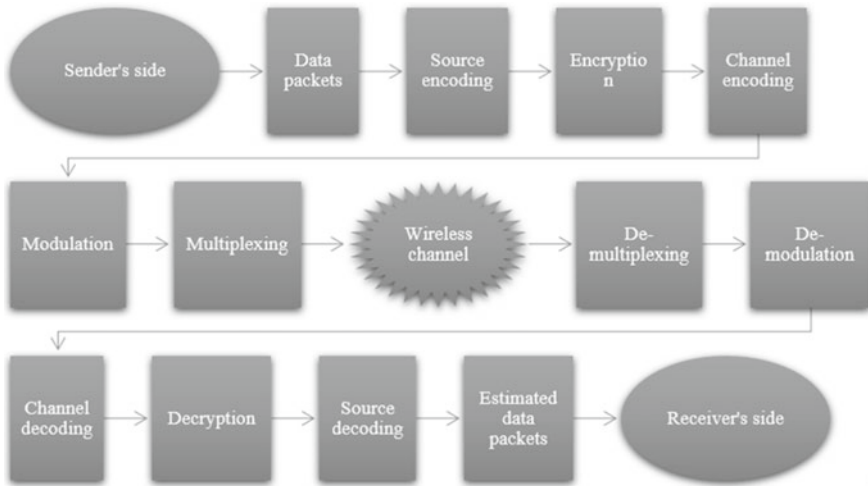 Sender's side
Data
packets
Source
encoding
Encryptio
n
Channel
encoding
Modulation
Multiplexing
Wireless
channel
De-
multiplexing
De-
modulation
Channel
decoding
Decryption
Source
decoding
Estimated
data
packets
Receiver's side